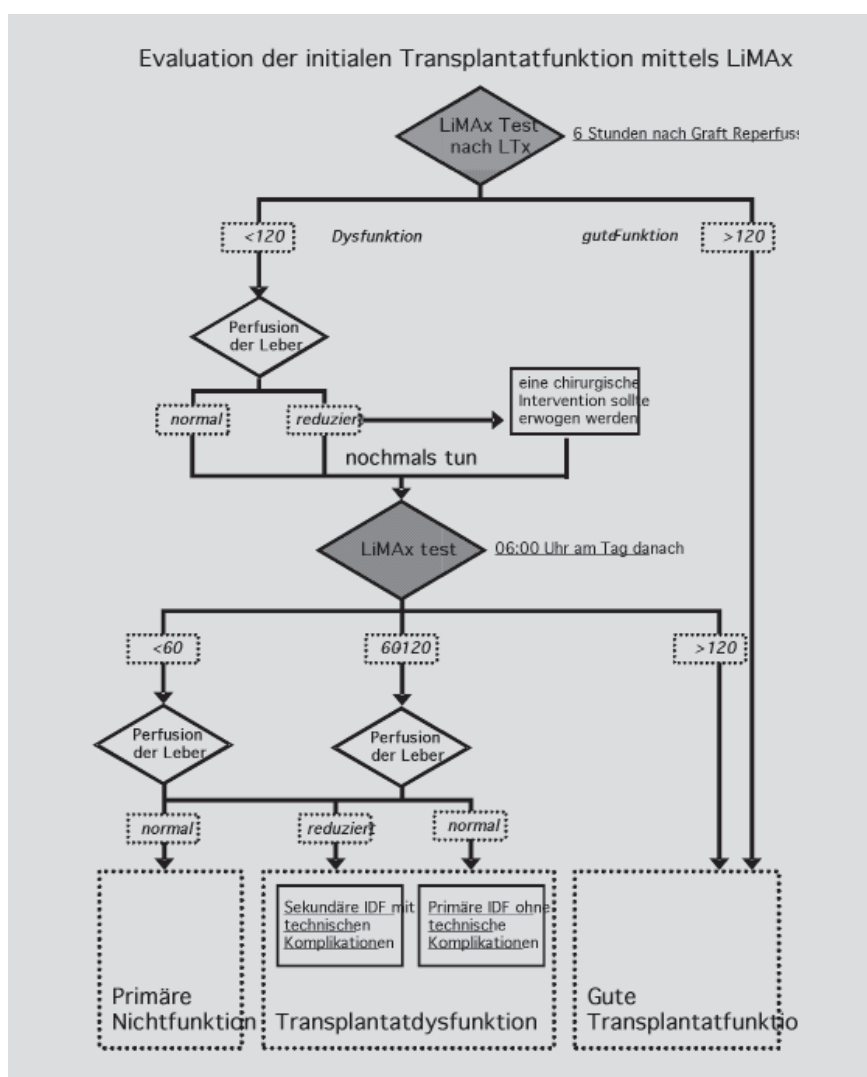 Evaluation der initialen Transplantatfunktion mittels LiMAx
LiMAx Test
nach LTx
6 Stunden nach Graft Reperfus
<120
Dysfunktion
guteFunktion
>120
Perfusion
der Leber
normal
reduziert
eine chirurgische
Intervention sollte
erwogen werden
nochmals tun
LiMAx test
06:00 Uhr am Tag danach
<60
60120
>120
Perfusion
der Leber
Perfusion
der Leber
normal
reduziert
normal
Sekundäre IDF mit
technischen
Komplikationen
Primäre IDF ohne
technische
Komplikationen
Primäre
Nichtfunktion
Transplantatdysfunktion
Gute
Transplantatfunktio